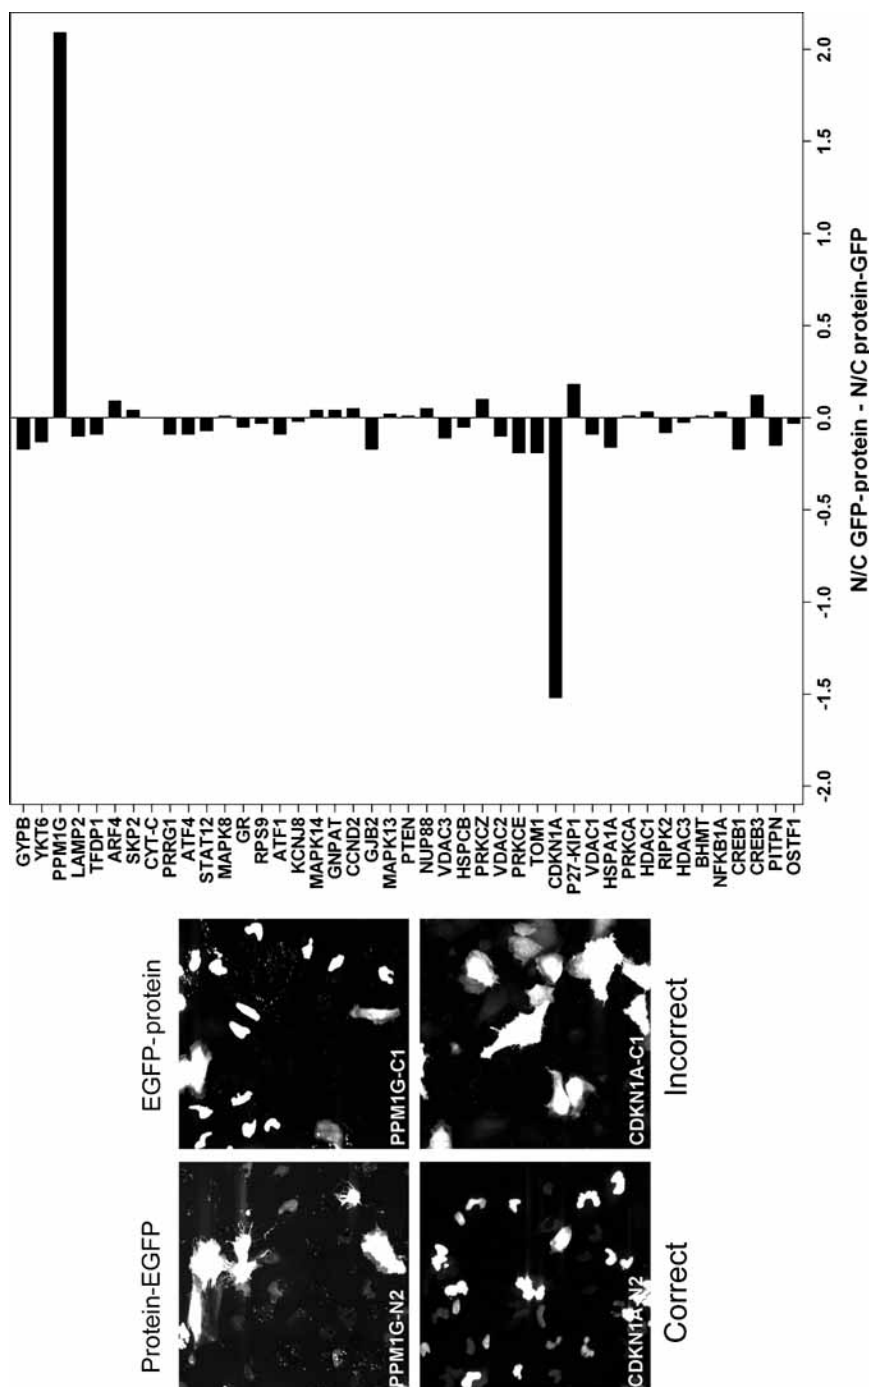 GYPB
YKT6
PPM1G
LAMP2
TFDP1
ARF4
SKP2
CYT-C
PRRG1
ATF4
STAT12
MAPK8
GR
RPS9
ATF1
KCNJ8
MAPK14
GNPAT
CCND2
GJB2
MAPK13
PTEN
NUP88
VDAC3
HSPCB
PRKCZ
VDAC2
PRKCE
TOM1
CDKN1A
P27-KIP1
VDAC1
HSPA1A
PRKCA
HDAC1
RIPK2
HDAC3
BHMT
NFKB1A
CREB1
CREB3
PITPN
OSTF1
-2.0 -1.5 -1.0 -0.5 0.0 0.5 1.0 1.5 2.0
N/C GFP-protein - N/C protein-GFP
Protein-EGFP EGFP-protein
PPM1G-N2 PPM1G-C1
CDKN1A-N2 CDKN1A-C1
Correct Incorrect